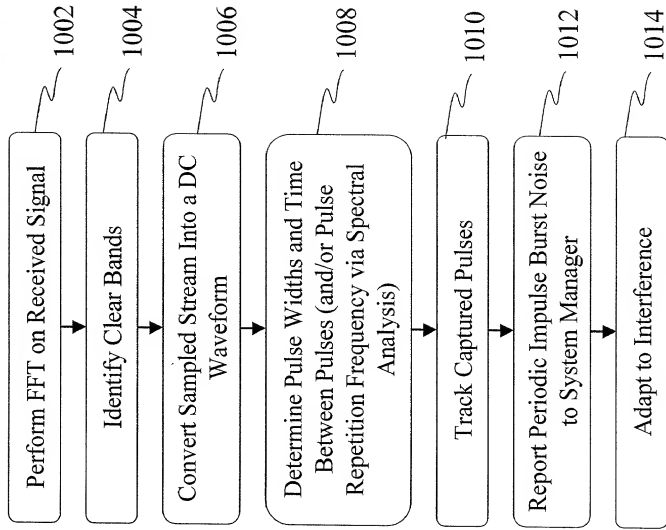 Perform FFT on Received Signal
1002
Identify Clear Bands
1004
Convert Sampled Stream Into a DC
Waveform
1006
Determine Pulse Widths and Time
Between Pulses (and/or Pulse
Repetition Frequency via Spectral
Analysis)
1008
Track Captured Pulses
1010
Report Periodic Impulse Burst Noise
to System Manager
1012
Adapt to Interference
1014